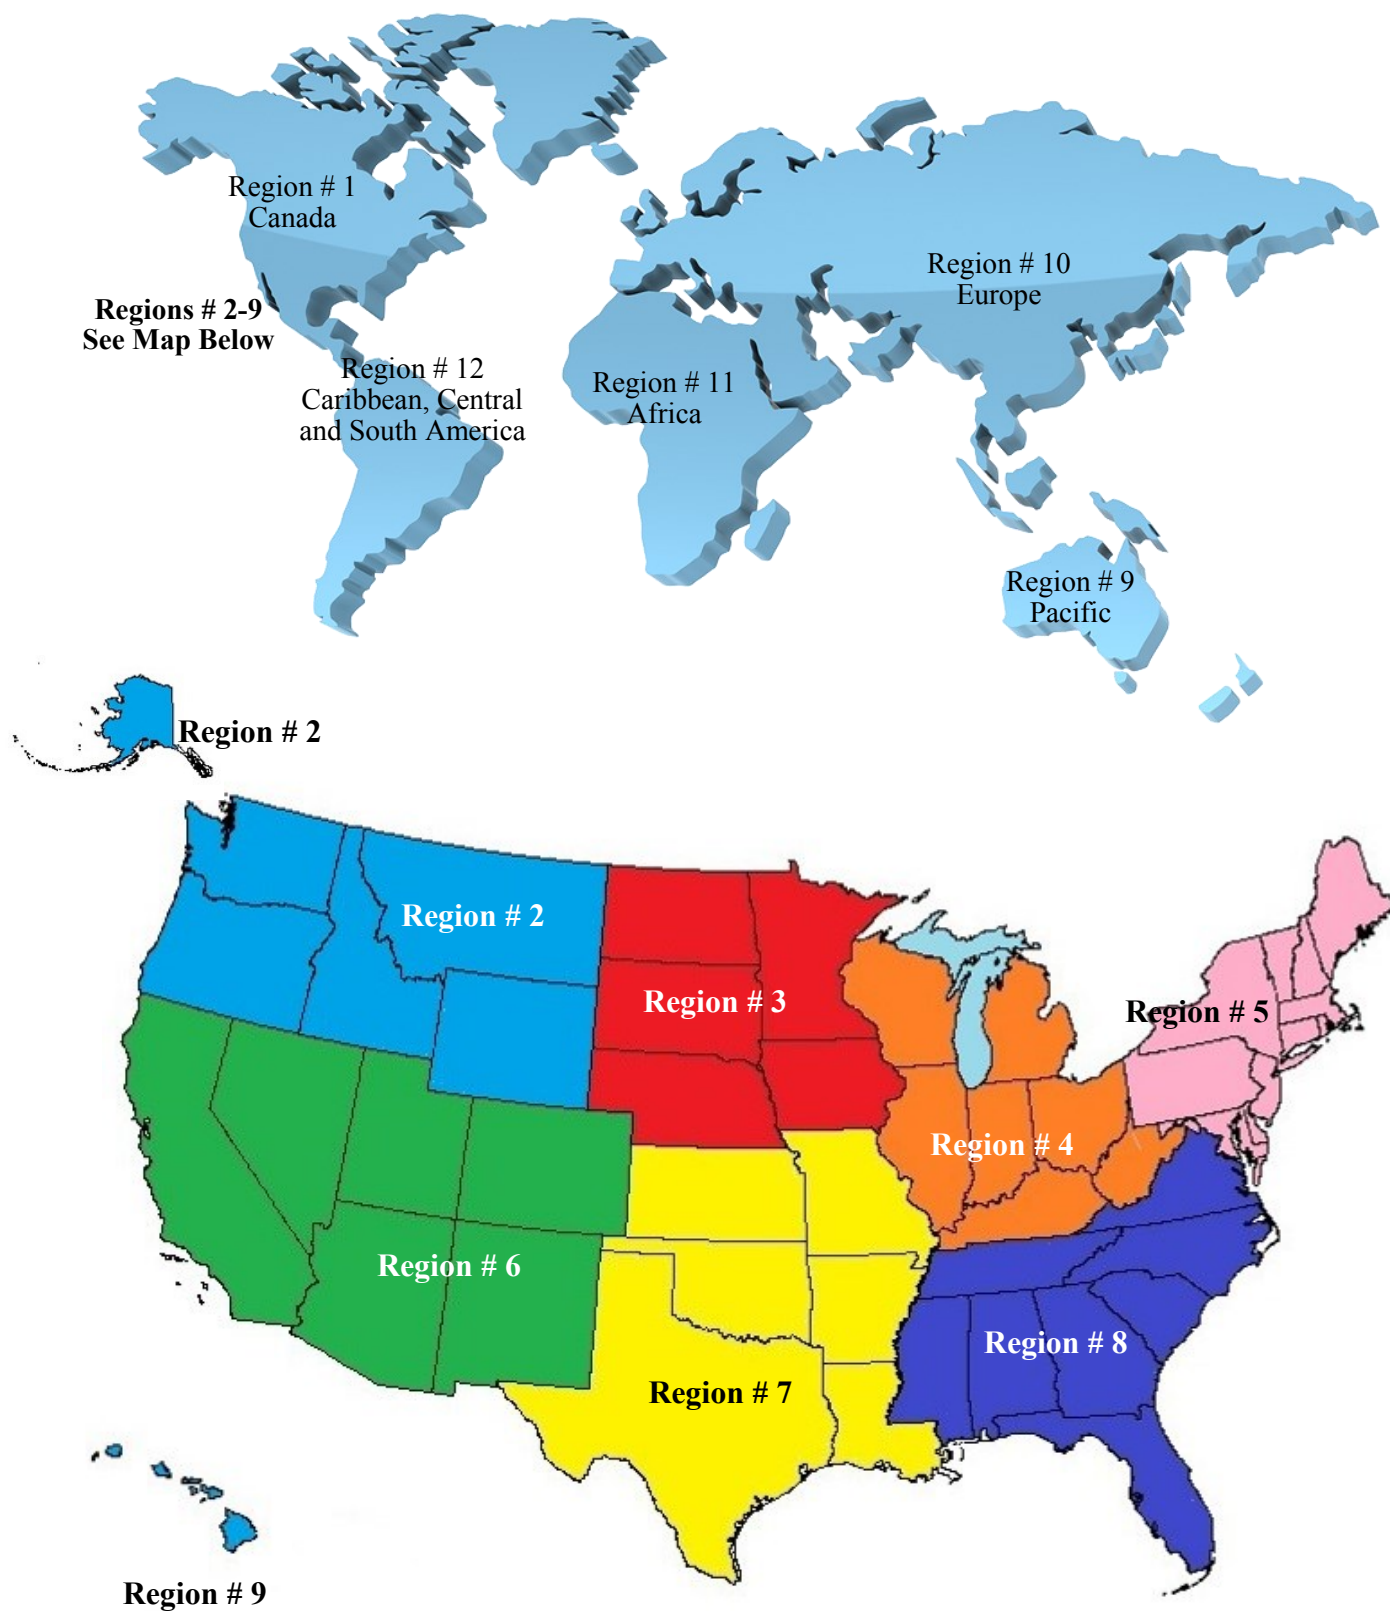 Region # 1
Canada
Region # 10
Europe
Regions # 2-9
See Map Below
Region # 12
Caribbean, Central
and South America
Region # 11
Africa
Region # 9
Pacific
Region # 2
Region # 2
Region # 3
Region # 5
Region # 4
Region # 6
Region # 8
Region # 7
Region # 9